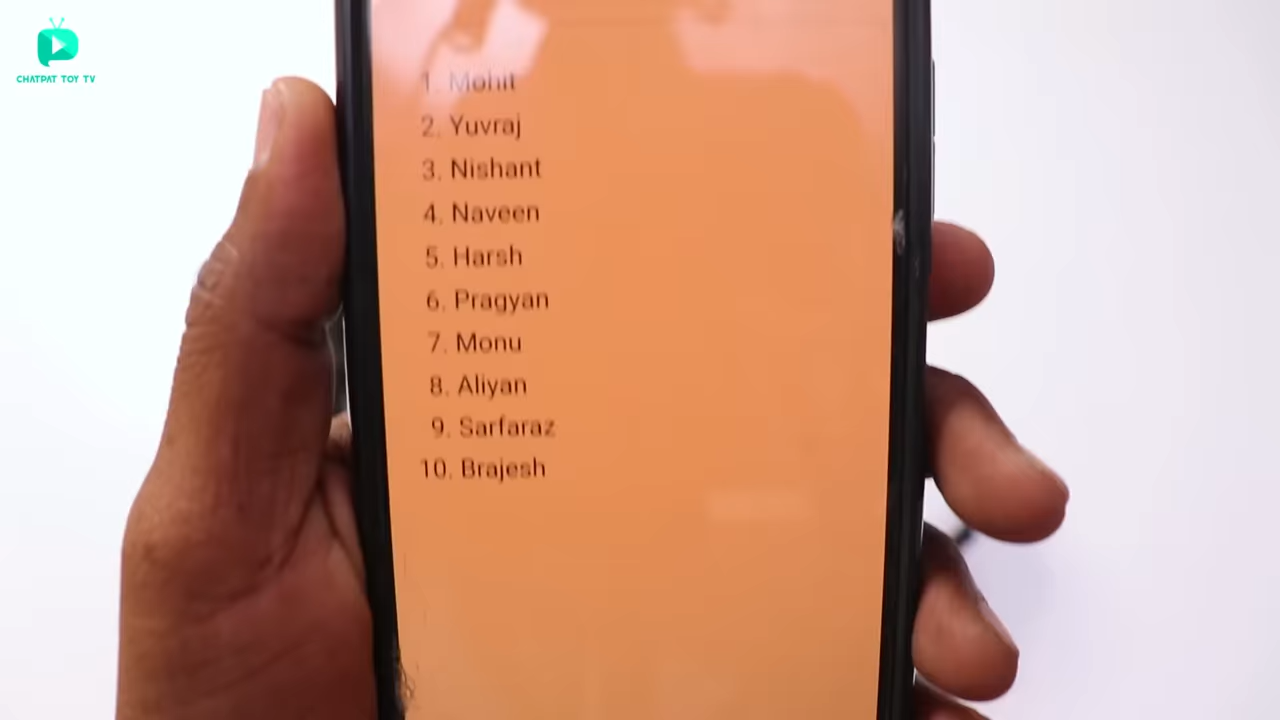 CHATPAT TOY TV
1. Mohit
2. Yuvraj
3. Nishant
4. Naveen
5. Harsh
6. Pragyan
7. Monu
8. Aliyan
9. Sarfaraz
10. Brajesh